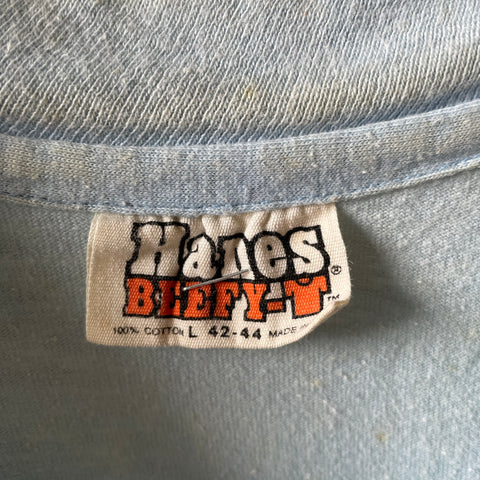 Hanes®
BEEFY-T™
100% COTTON L 42-44 MADE IN